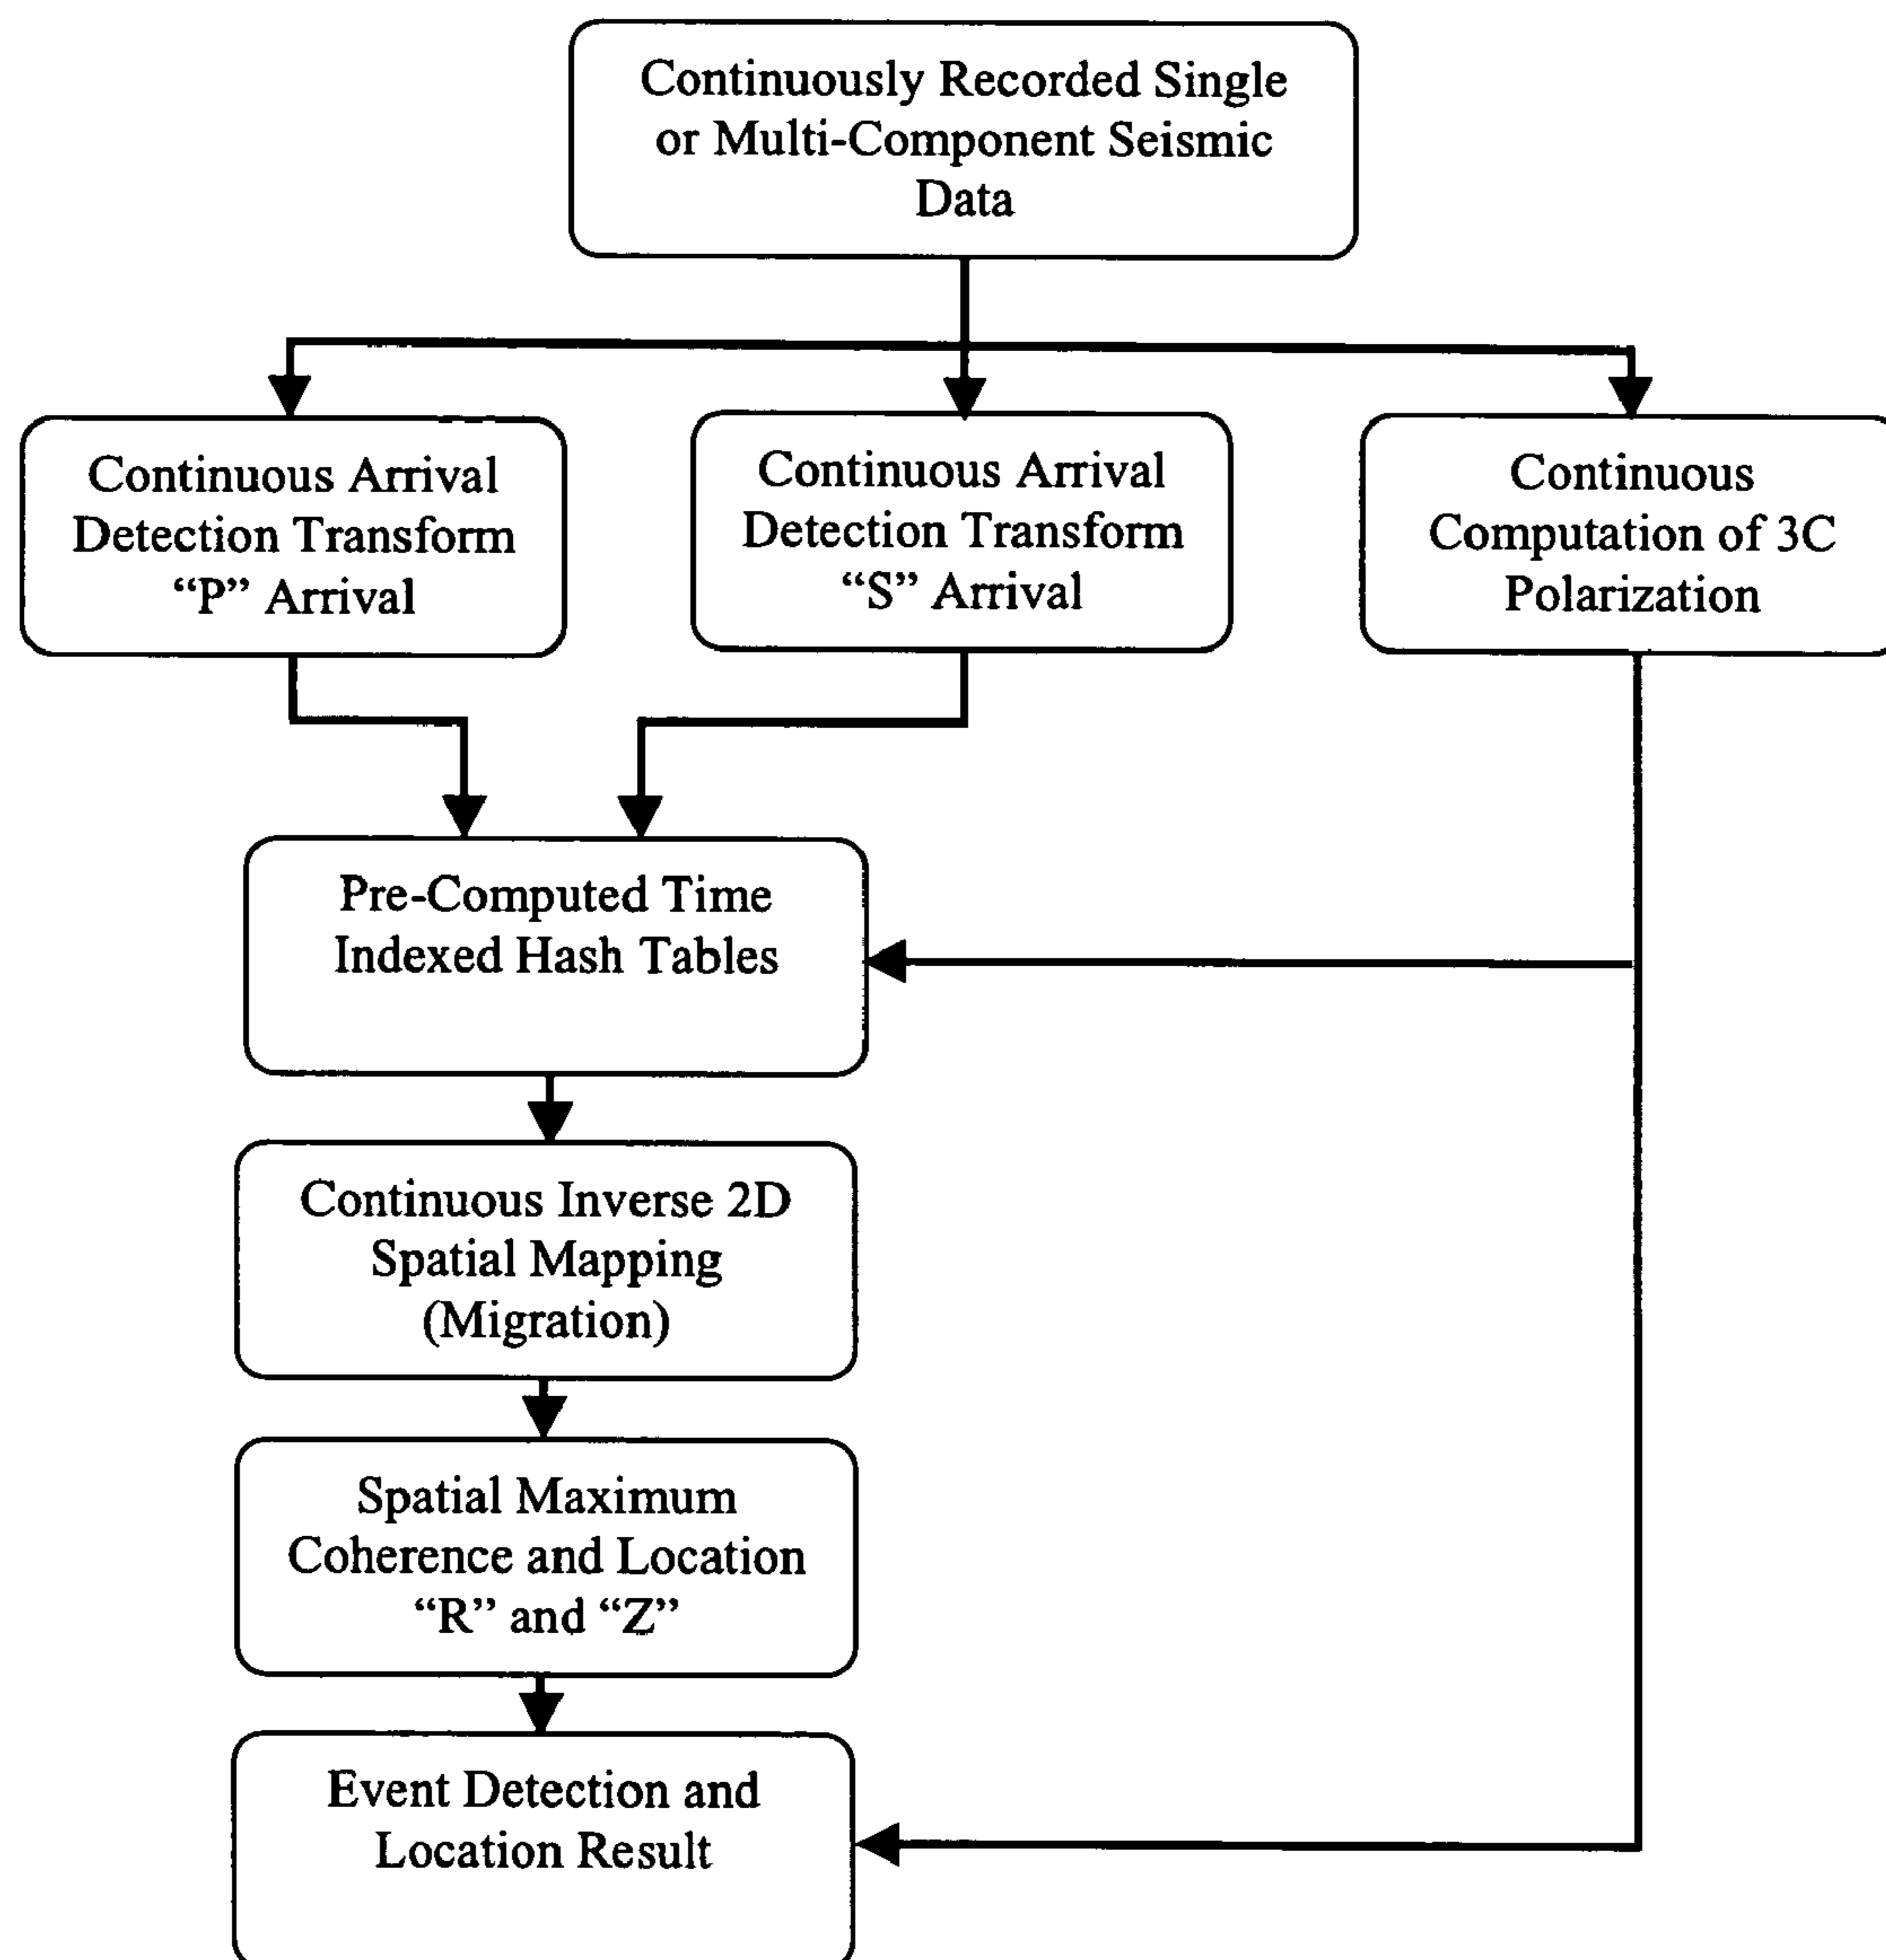 Continuously Recorded Single
or Multi-Component Seismic
Data
Continuous Arrival
Detection Transform
“P” Arrival
Continuous Arrival
Detection Transform
“S” Arrival
Continuous
Computation of 3C
Polarization
Pre-Computed Time
Indexed Hash Tables
Continuous Inverse 2D
Spatial Mapping
(Migration)
Spatial Maximum
Coherence and Location
“R” and “Z”
Event Detection and
Location Result